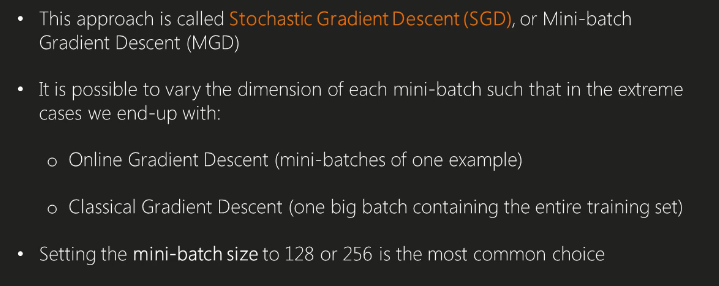 • This approach is called Stochastic Gradient Descent (SGD), or Mini-batch
Gradient Descent (MGD)
• It is possible to vary the dimension of each mini-batch such that in the extreme
cases we end-up with:
o Online Gradient Descent (mini-batches of one example)
o Classical Gradient Descent (one big batch containing the entire training set)
• Setting the mini-batch size to 128 or 256 is the most common choice